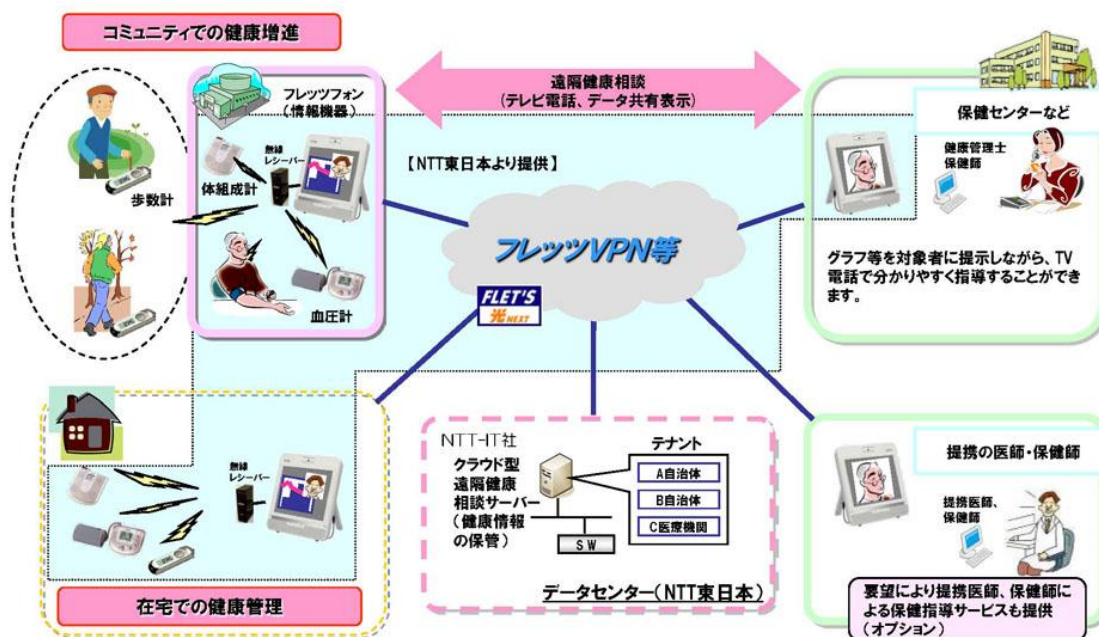 コミュニティでの健康増進
フレッツフォン
(情報機器)
無線
レシーバー
体組成計
歩数計
血圧計
遠隔健康相談
(テレビ電話、データ共有表示)
【NTT東日本より提供】
フレッツVPN等
FLET'S
光NEXT
保健センターなど
健康管理士
保健師
グラフ等を対象者に提示しながら、TV
電話で分かりやすく指導することができ
ます。
無線
レシーバー
在宅での健康管理
NTT-IT社
クラウド型
遠隔健康
相談サーバー
(健康情報
の保管)
テナント
A自治体
B自治体
C医療機関
SW
データセンター(NTT東日本)
提携の医師・保健師
提携医師、
保健師
要望により提携医師、保健師に
よる保健指導サービスも提供
(オプション)